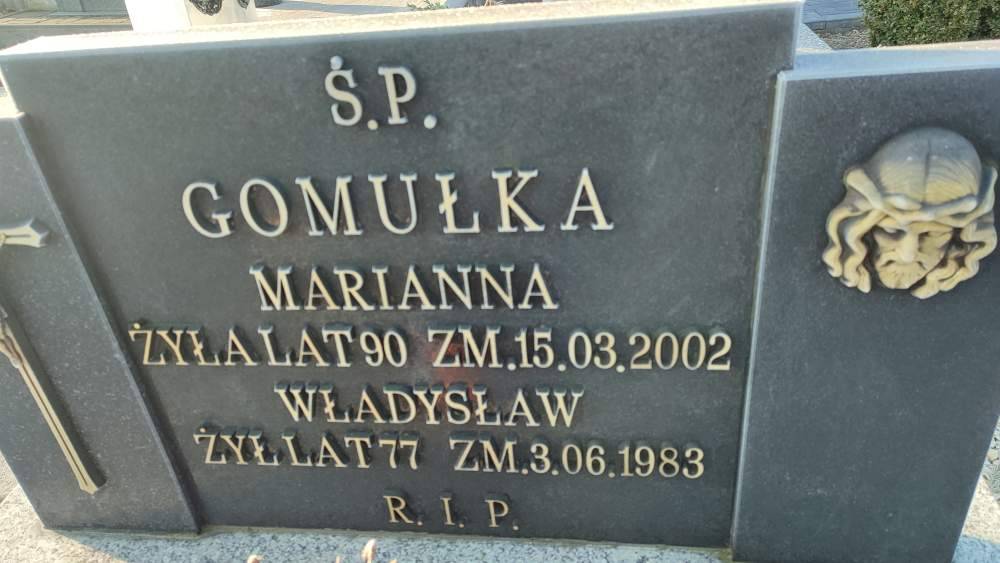 Ś.P.
GOMUŁKA
MARIANNA
ŻYŁA LAT 90 ZM.15.03.2002
WŁADYSŁAW
ŻYŁ LAT 77 ZM.3.06.1983
R. I. P.